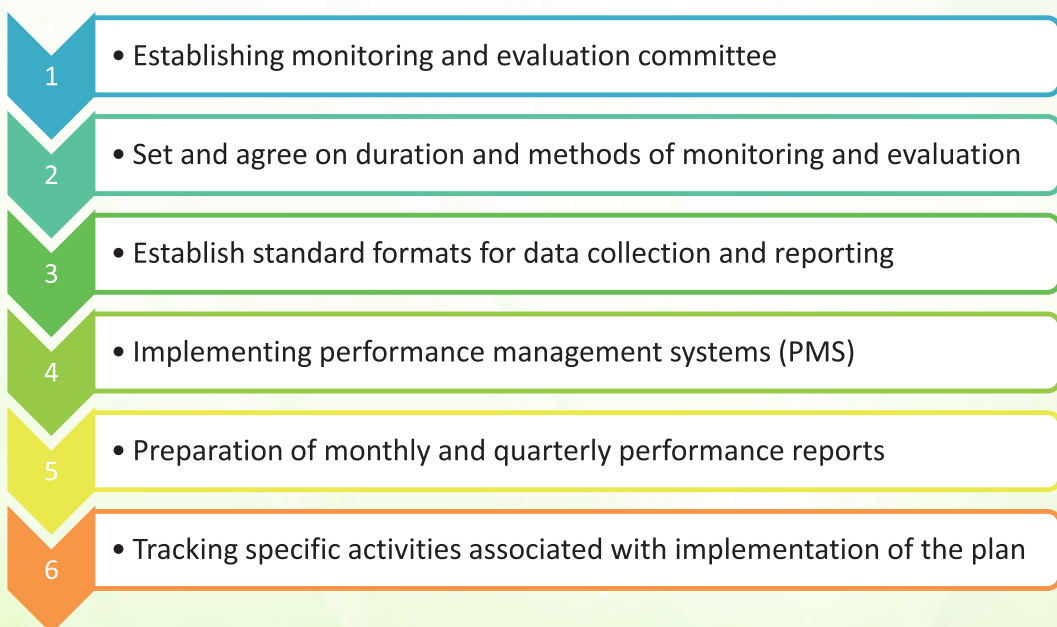 1
• Establishing monitoring and evaluation committee
2
• Set and agree on duration and methods of monitoring and evaluation
3
• Establish standard formats for data collection and reporting
4
• Implementing performance management systems (PMS)
5
• Preparation of monthly and quarterly performance reports
6
• Tracking specific activities associated with implementation of the plan